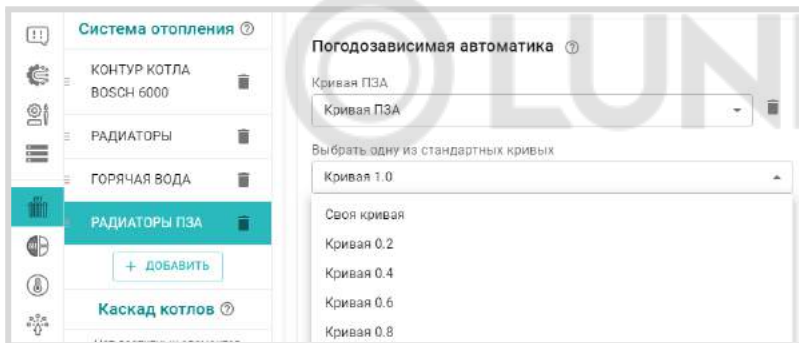 Система отопления
КОНТУР КОТЛА
BOSCH 6000
РАДИАТОРЫ
ГОРЯЧАЯ ВОДА
РАДИАТОРЫ ПЗА
+ ДОБАВИТЬ
Каскад котлов
Погодозависимая автоматика
Кривая ПЗА
Кривая ПЗА
Выбрать одну из стандартных кривых
Кривая 1.0
Своя кривая
Кривая 0.2
Кривая 0.4
Кривая 0.6
Кривая 0.8